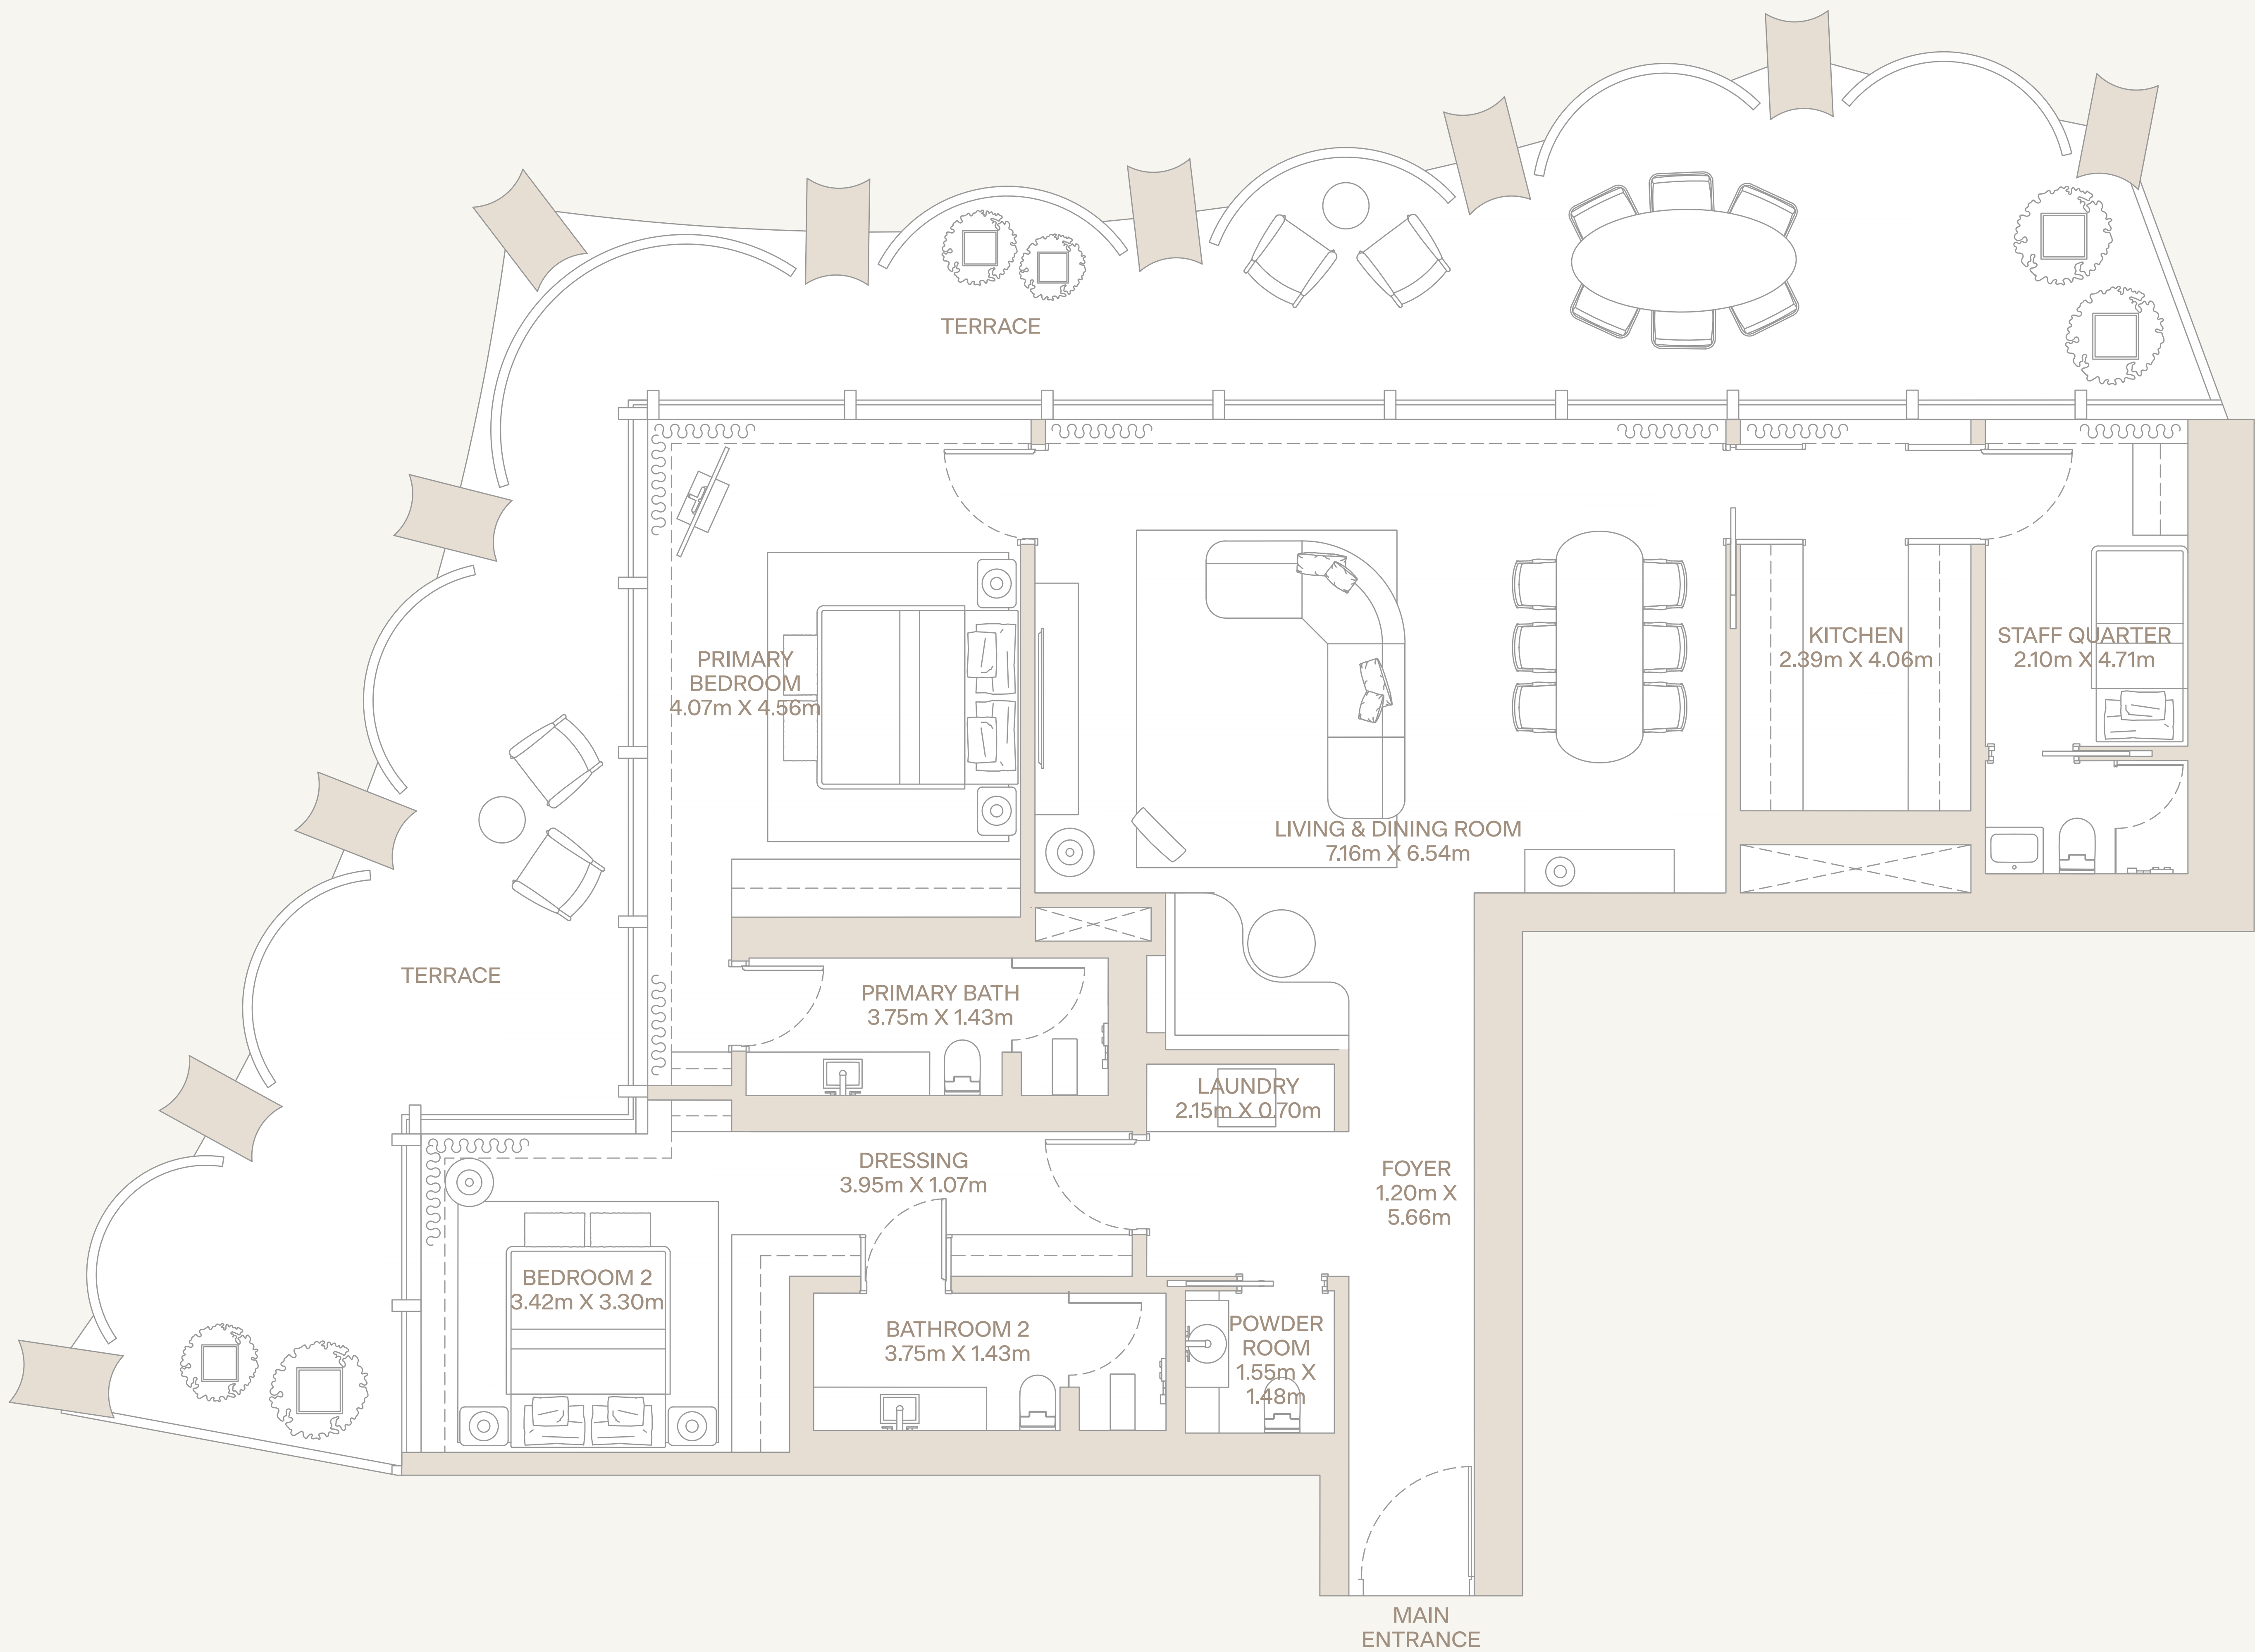 TERRACE
PRIMARY
BEDROOM
4.07m X 4.56m
KITCHEN
2.39m X 4.06m
STAFF QUARTER
2.10m X 4.71m
LIVING & DINING ROOM
7.16m X 6.54m
TERRACE
PRIMARY BATH
3.75m X 1.43m
LAUNDRY
2.15m X 0.70m
DRESSING
3.95m X 1.07m
FOYER
1.20m X
5.66m
BEDROOM 2
3.42m X 3.30m
BATHROOM 2
3.75m X 1.43m
POWDER
ROOM
1.55m X
1.48m
MAIN
ENTRANCE